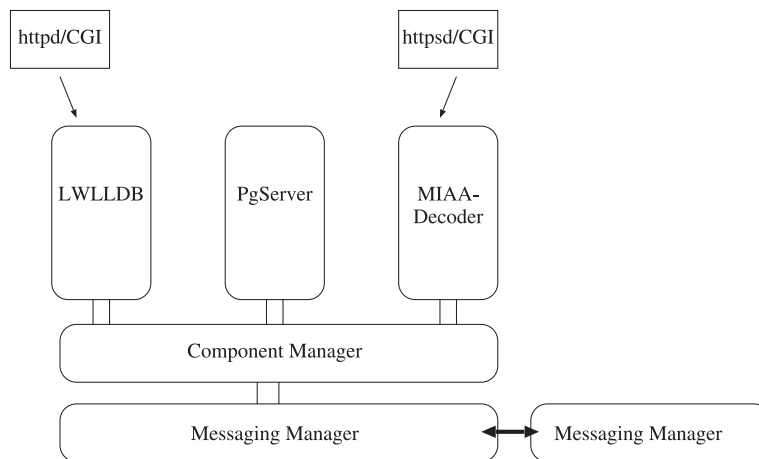 httpd/CGI
httpsd/CGI
LWLLDB
PgServer
MIAA-
Decoder
Component Manager
Messaging Manager
Messaging Manager